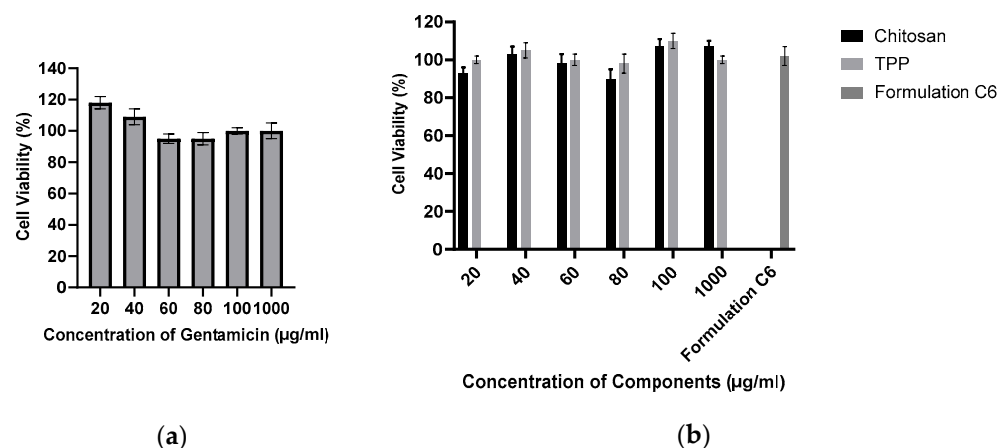 140
120
100
80
60
40
20
0
Cell Viability (%)
20 40 60 80 100 1000
Concentration of Gentamicin (µg/ml)
(a)
120
100
80
60
40
20
0
Cell Viability (%)
20 40 60 80 100 1000 Formulation C6
Concentration of Components (µg/ml)
(b)
Chitosan
TPP
Formulation C6